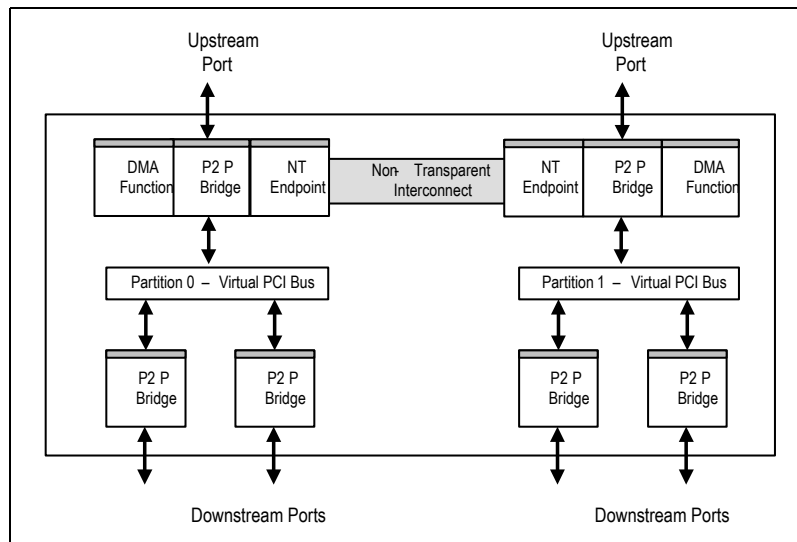 Upstream
Port
Upstream
Port
DMA
Function
P2 P
Bridge
NT
Endpoint
Non- Transparent
Interconnect
NT
Endpoint
P2 P
Bridge
DMA
Function
Partition 0 – Virtual PCI Bus
Partition 1 – Virtual PCI Bus
P2 P
Bridge
P2 P
Bridge
P2 P
Bridge
P2 P
Bridge
Downstream Ports
Downstream Ports